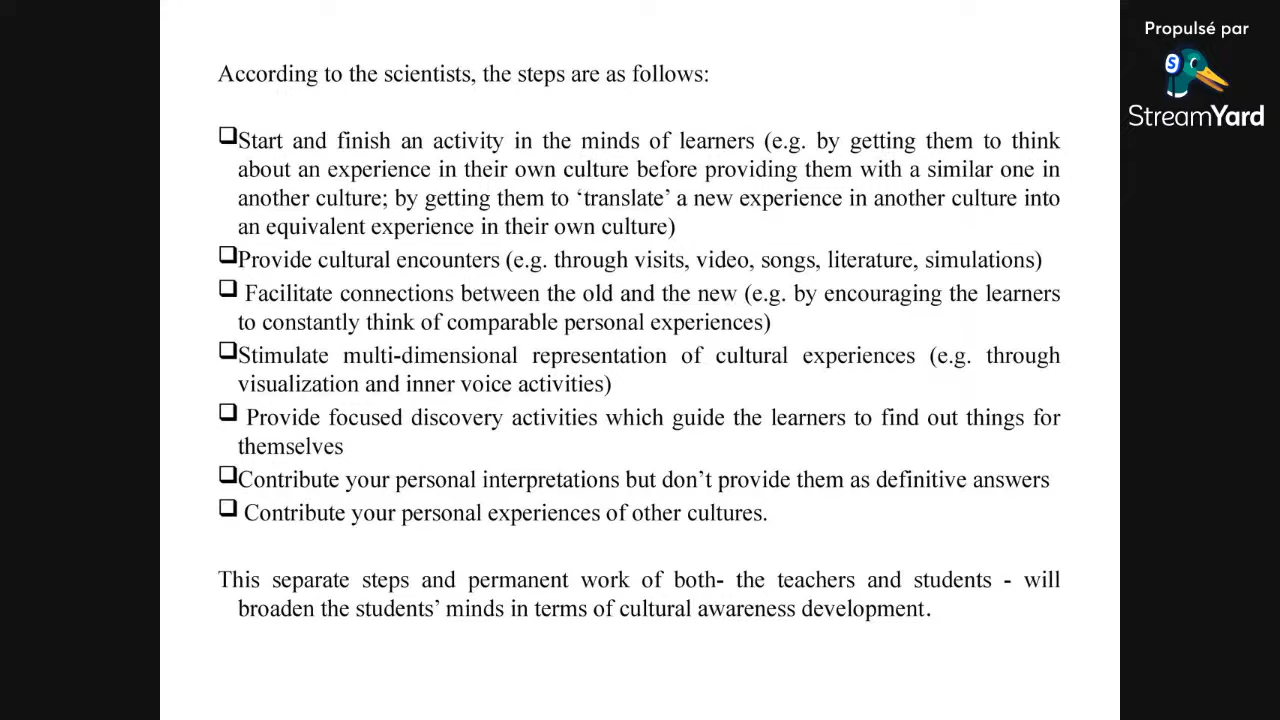 According to the scientists, the steps are as follows:
Start and finish an activity in the minds of learners (e.g. by getting them to think
about an experience in their own culture before providing them with a similar one in
another culture; by getting them to ‘translate’ a new experience in another culture into
an equivalent experience in their own culture)
Provide cultural encounters (e.g. through visits, video, songs, literature, simulations)
Facilitate connections between the old and the new (e.g. by encouraging the learners
to constantly think of comparable personal experiences)
Stimulate multi-dimensional representation of cultural experiences (e.g. through
visualization and inner voice activities)
Provide focused discovery activities which guide the learners to find out things for
themselves
Contribute your personal interpretations but don’t provide them as definitive answers
Contribute your personal experiences of other cultures.
This separate steps and permanent work of both- the teachers and students - will
broaden the students’ minds in terms of cultural awareness development.
Propulsé par
S
StreamYard